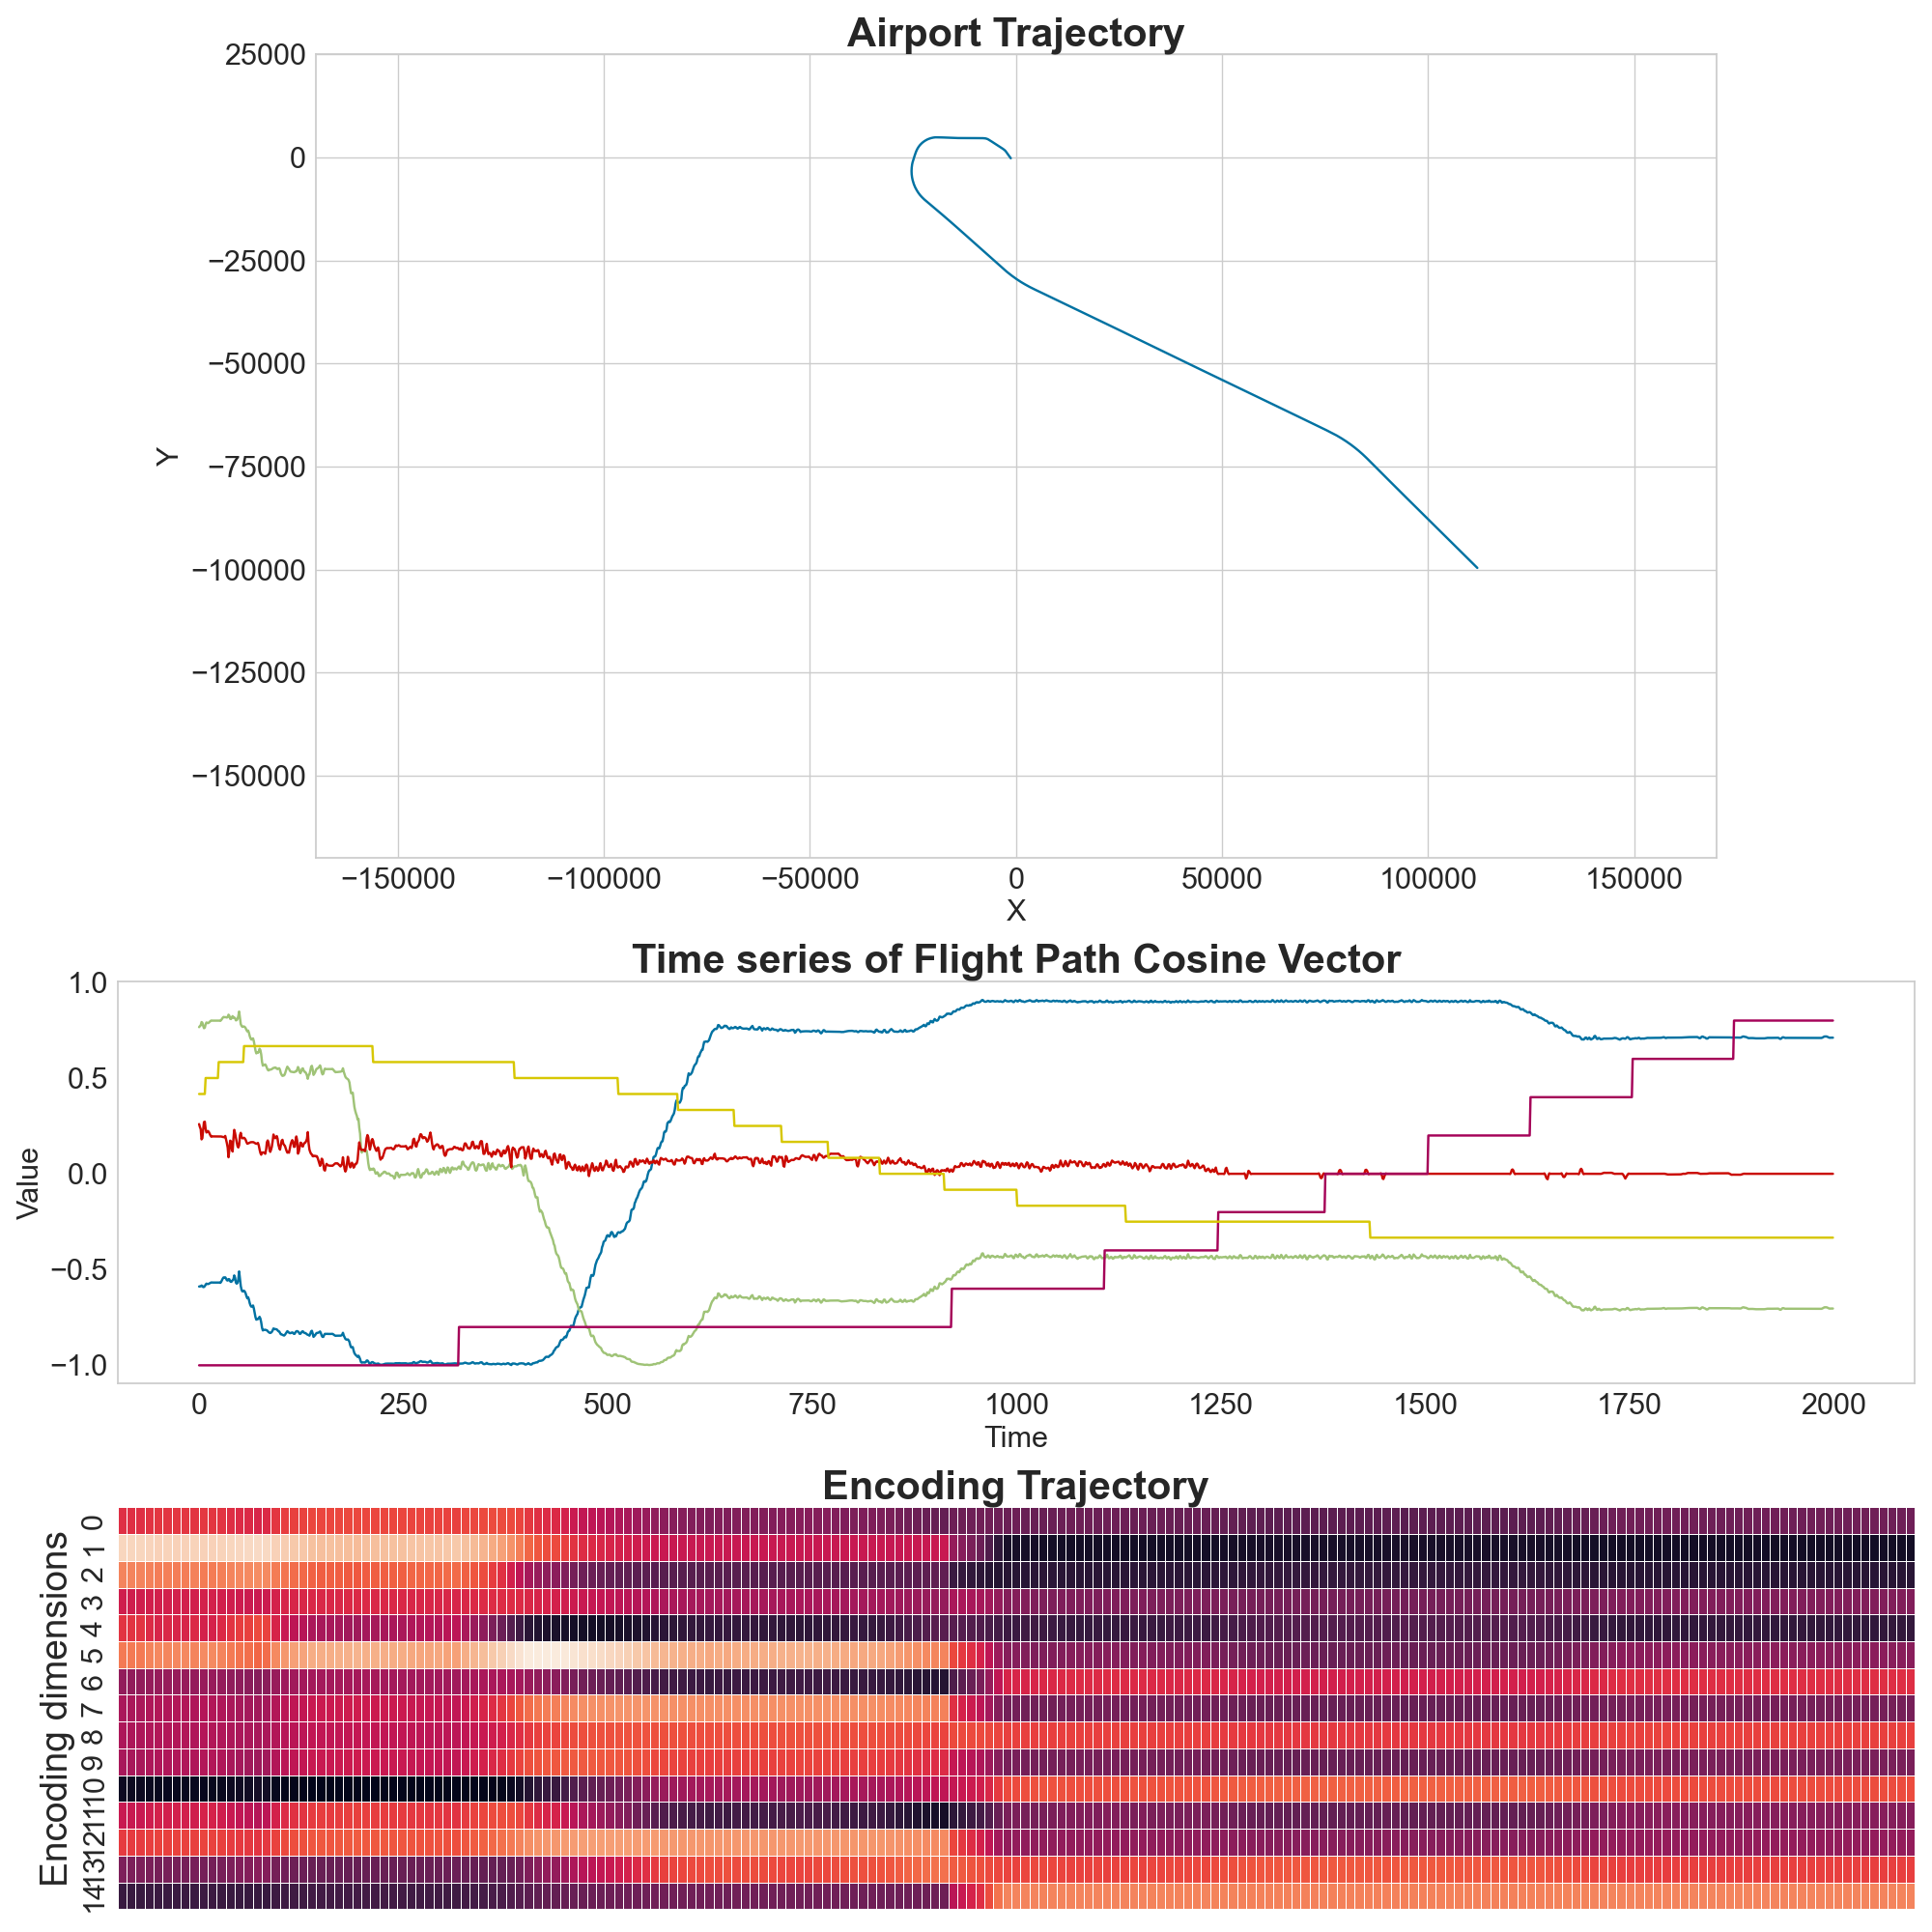 Airport Trajectory
25000
0
−25000
−50000
−75000
−100000
−125000
−150000
Y
−150000 −100000 −50000 0 50000 100000 150000
X
Time series of Flight Path Cosine Vector
1.0
0.5
0.0
−0.5
−1.0
Value
0 250 500 750 1000 1250 1500 1750 2000
Time
Encoding Trajectory
Encoding dimensions
0
1
2
3
4
5
6
7
8
9
10
11
12
13
14